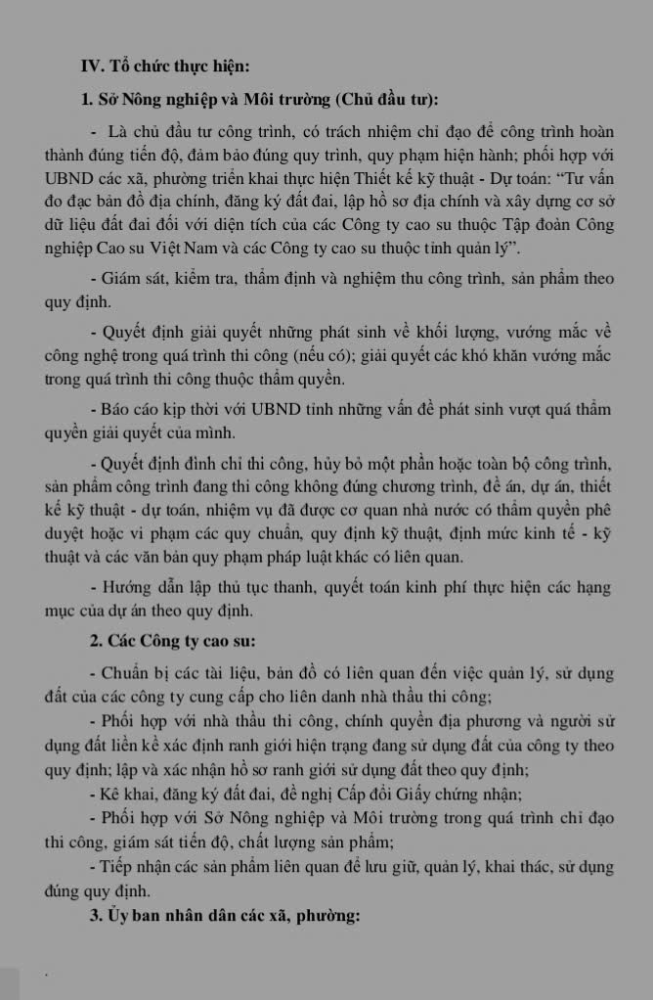 IV. Tổ chức thực hiện:
1. Sở Nông nghiệp và Môi trường (Chủ đầu tư):
- Là chủ đầu tư công trình, có trách nhiệm chỉ đạo để công trình hoàn
thành đúng tiến độ, đảm bảo đúng quy trình, quy phạm hiện hành; phối hợp với
UBND các xã, phường triển khai thực hiện Thiết kế kỹ thuật - Dự toán: “Tư vấn
đo đạc bản đồ địa chính, đăng ký đất đai, lập hồ sơ địa chính và xây dựng cơ sở
dữ liệu đất đai đối với diện tích của các Công ty cao su thuộc Tập đoàn Công
nghiệp Cao su Việt Nam và các Công ty cao su thuộc tỉnh quản lý”.
- Giám sát, kiểm tra, thẩm định và nghiệm thu công trình, sản phẩm theo
quy định.
- Quyết định giải quyết những phát sinh về khối lượng, vướng mắc về
công nghệ trong quá trình thi công (nếu có); giải quyết các khó khăn vướng mắc
trong quá trình thi công thuộc thẩm quyền.
- Báo cáo kịp thời với UBND tỉnh những vấn đề phát sinh vượt quá thẩm
quyền giải quyết của mình.
- Quyết định đình chỉ thi công, hủy bỏ một phần hoặc toàn bộ công trình,
sản phẩm công trình đang thi công không đúng chương trình, đề án, dự án, thiết
kế kỹ thuật - dự toán, nhiệm vụ đã được cơ quan nhà nước có thẩm quyền phê
duyệt hoặc vi phạm các quy chuẩn, quy định kỹ thuật, định mức kinh tế - kỹ
thuật và các văn bản quy phạm pháp luật khác có liên quan.
- Hướng dẫn lập thủ tục thanh, quyết toán kinh phí thực hiện các hạng
mục của dự án theo quy định.
2. Các Công ty cao su:
- Chuẩn bị các tài liệu, bản đồ có liên quan đến việc quản lý, sử dụng
đất của các công ty cung cấp cho liên danh nhà thầu thi công;
- Phối hợp với nhà thầu thi công, chính quyền địa phương và người sử
dụng đất liền kề xác định ranh giới hiện trạng đang sử dụng đất của công ty theo
quy định; lập và xác nhận hồ sơ ranh giới sử dụng đất theo quy định;
- Kê khai, đăng ký đất đai, đề nghị Cấp đổi Giấy chứng nhận;
- Phối hợp với Sở Nông nghiệp và Môi trường trong quá trình chỉ đạo
thi công, giám sát tiến độ, chất lượng sản phẩm;
- Tiếp nhận các sản phẩm liên quan để lưu giữ, quản lý, khai thác, sử dụng
đúng quy định.
3. Ủy ban nhân dân các xã, phường: